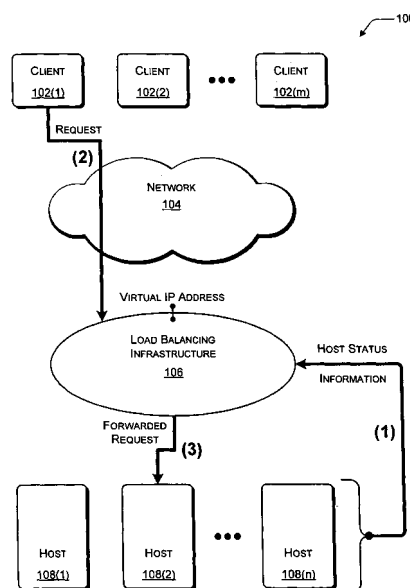 100
CLIENT
102(1)
CLIENT
102(2)
•••
CLIENT
102(m)
REQUEST
(2)
NETWORK
104
VIRTUAL IP ADDRESS
LOAD BALANCING
INFRASTRUCTURE
106
HOST STATUS
INFORMATION
(1)
FORWARDED
REQUEST
(3)
HOST
108(1)
HOST
108(2)
•••
HOST
108(n)